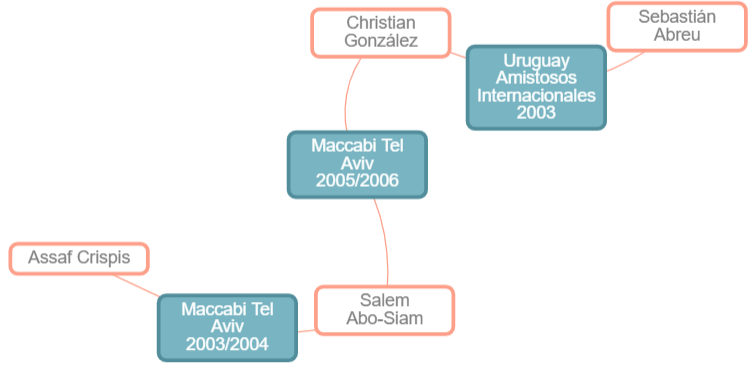 Christian
González
Sebastián
Abreu
Uruguay
Amistosos
Internacionales
2003
Maccabi Tel
Aviv
2005/2006
Assaf Crispis
Maccabi Tel
Aviv
2003/2004
Salem
Abo-Siam